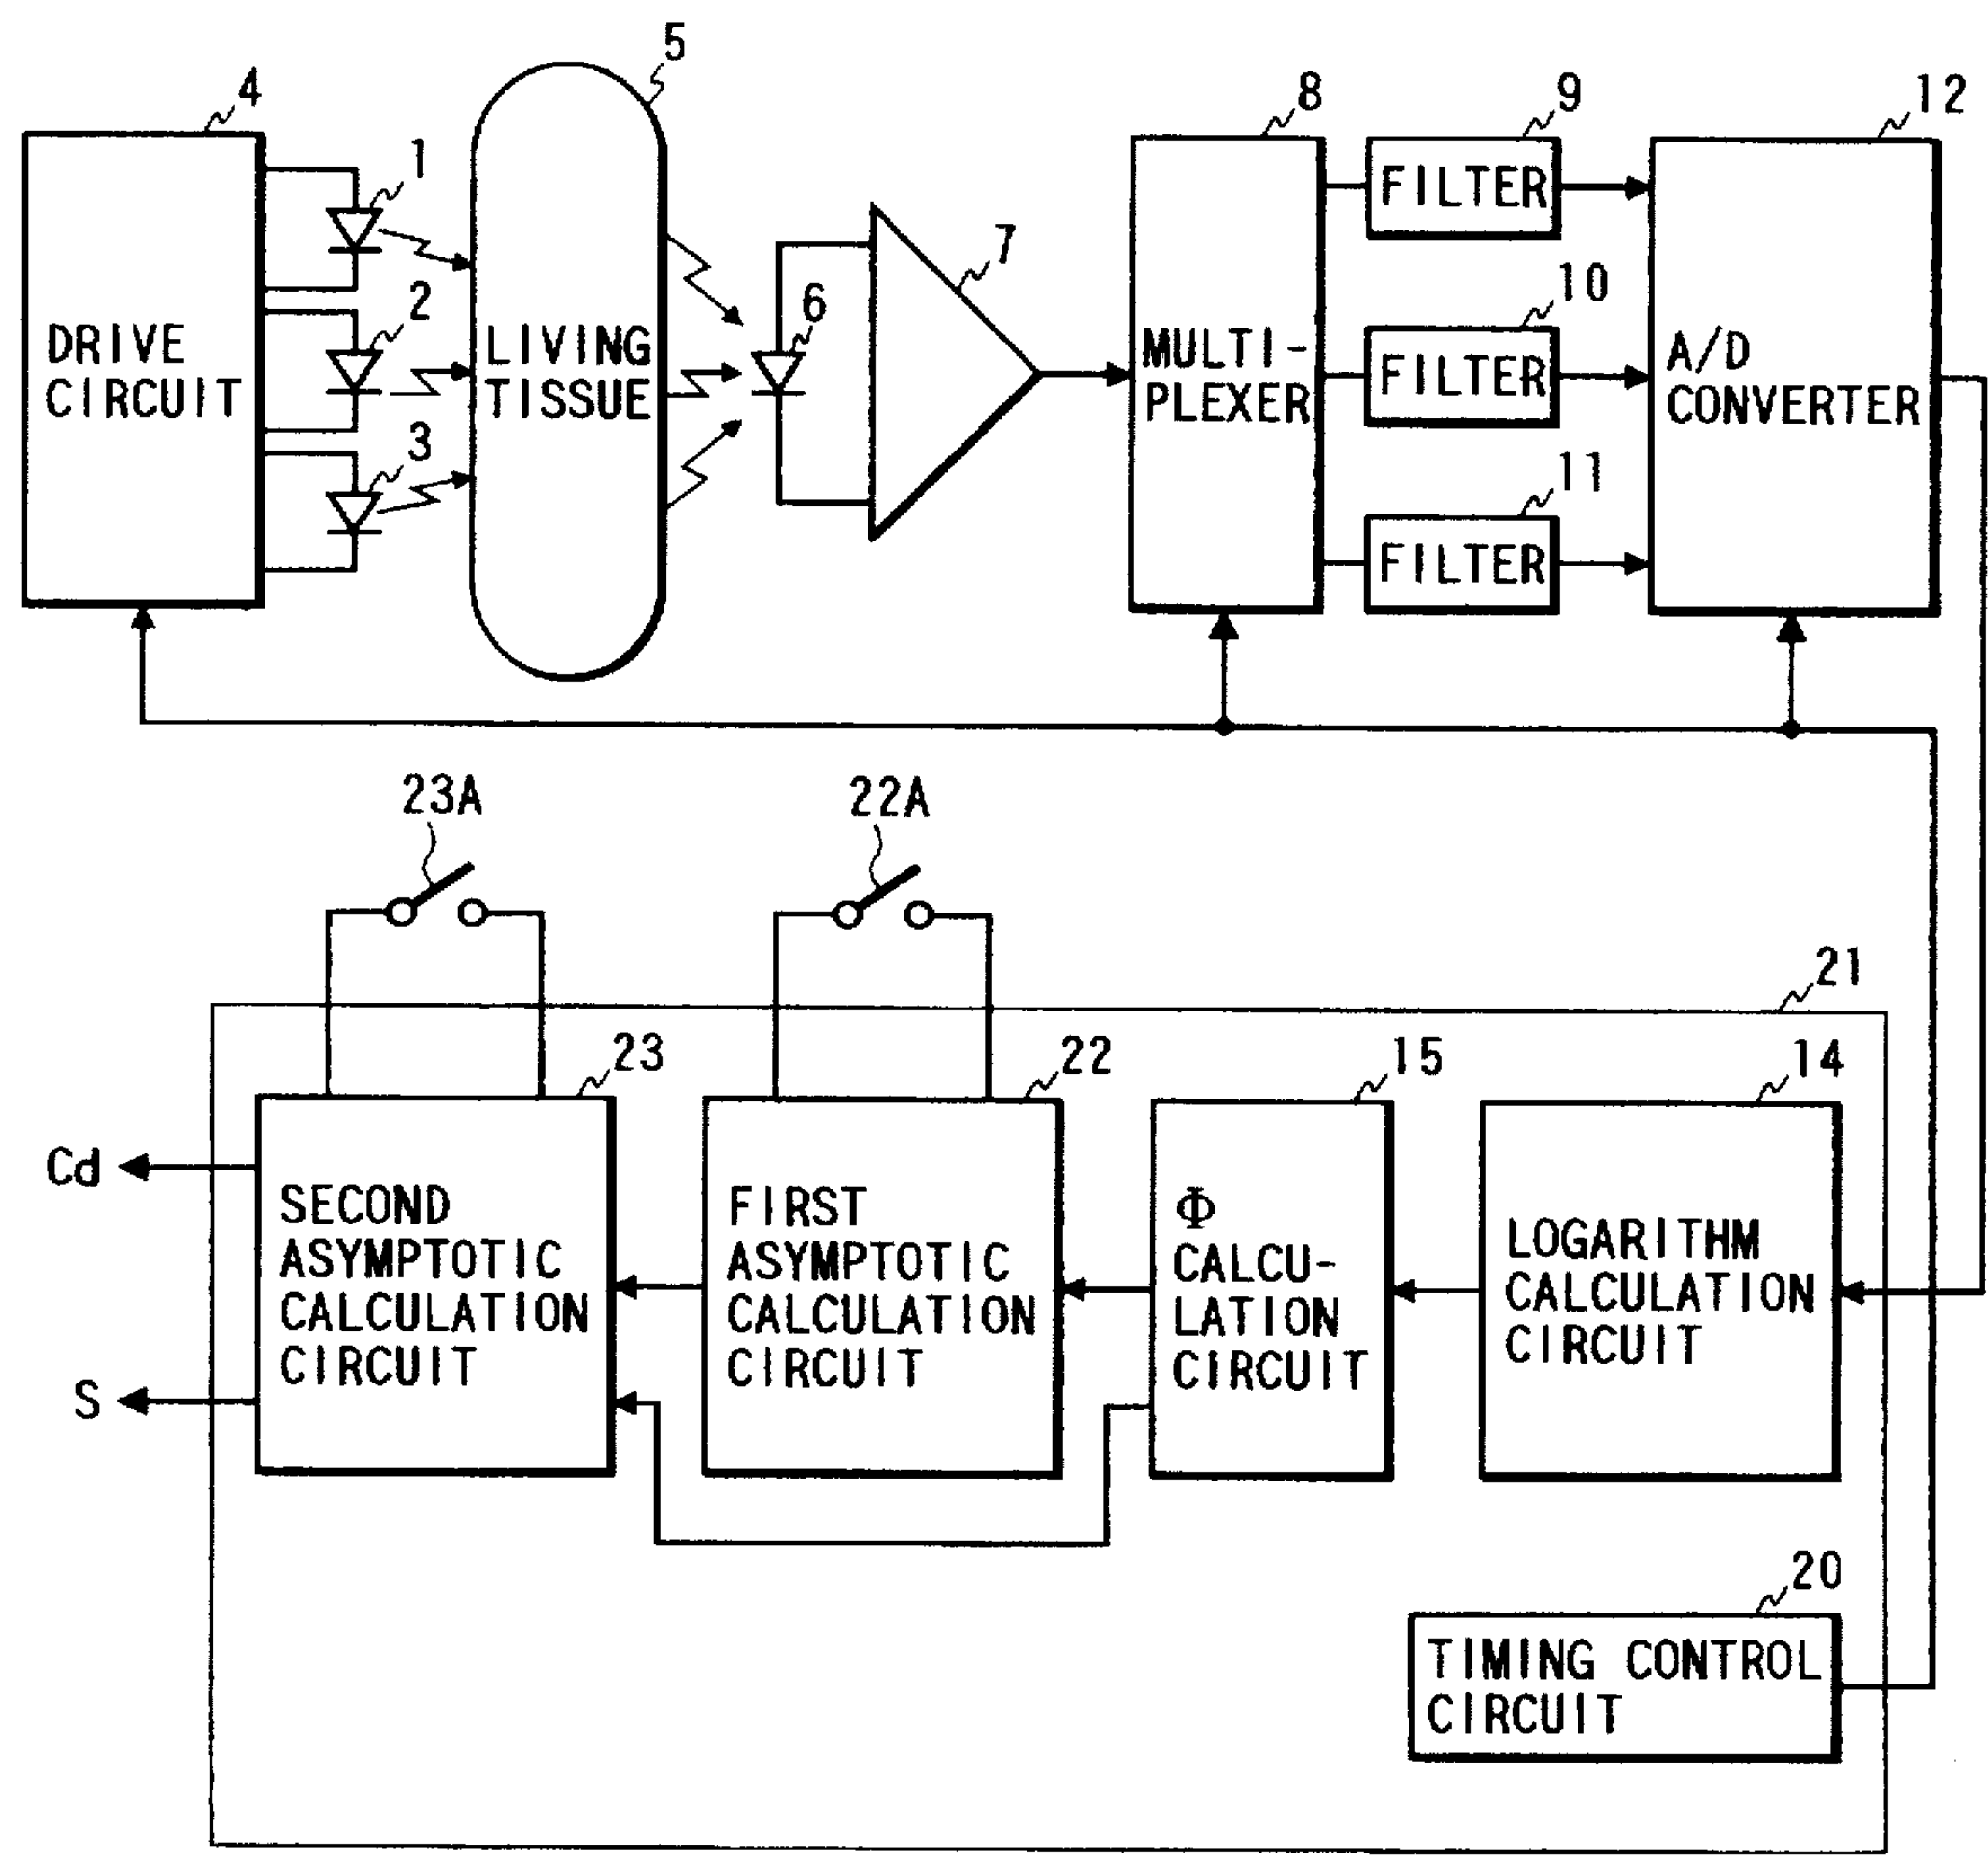 5
4
8
9
12
1
FILTER
7
2
6
10
DRIVE
CIRCUIT
LIVING
TISSUE
MULTI-
PLEXER
FILTER
A/D
CONVERTER
3
11
FILTER
23A
22A
21
23
22
15
14
Cd
S
SECOND
ASYMPTOTIC
CALCULATION
CIRCUIT
FIRST
ASYMPTOTIC
CALCULATION
CIRCUIT
Φ
CALCU-
LATION
CIRCUIT
LOGARITHM
CALCULATION
CIRCUIT
20
TIMING CONTROL
CIRCUIT